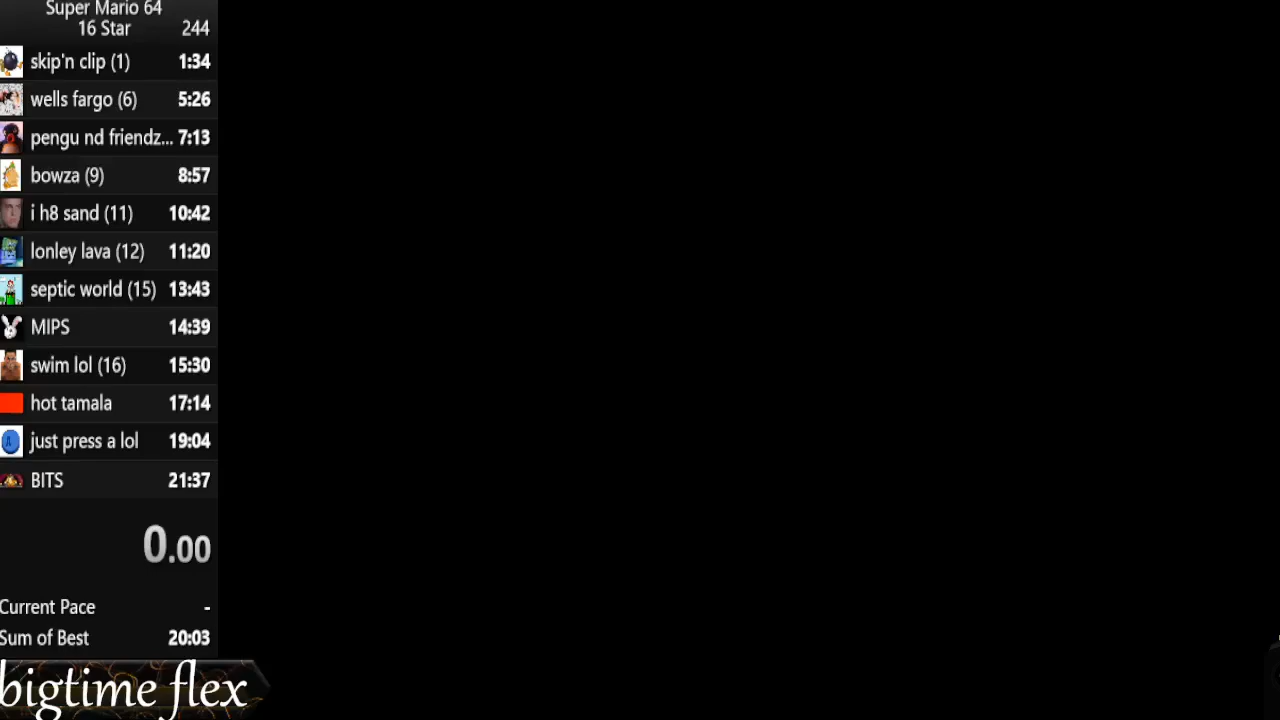 Super Mario 64
16 Star 244
skip'n clip (1) 1:34
wells fargo (6) 5:26
pengu nd friendz... 7:13
bowza (9) 8:57
i h8 sand (11) 10:42
lonley lava (12) 11:20
septic world (15) 13:43
MIPS 14:39
swim lol (16) 15:30
hot tamala 17:14
just press a lol 19:04
BITS 21:37
0.00
Current Pace -
Sum of Best 20:03
bigtime flex